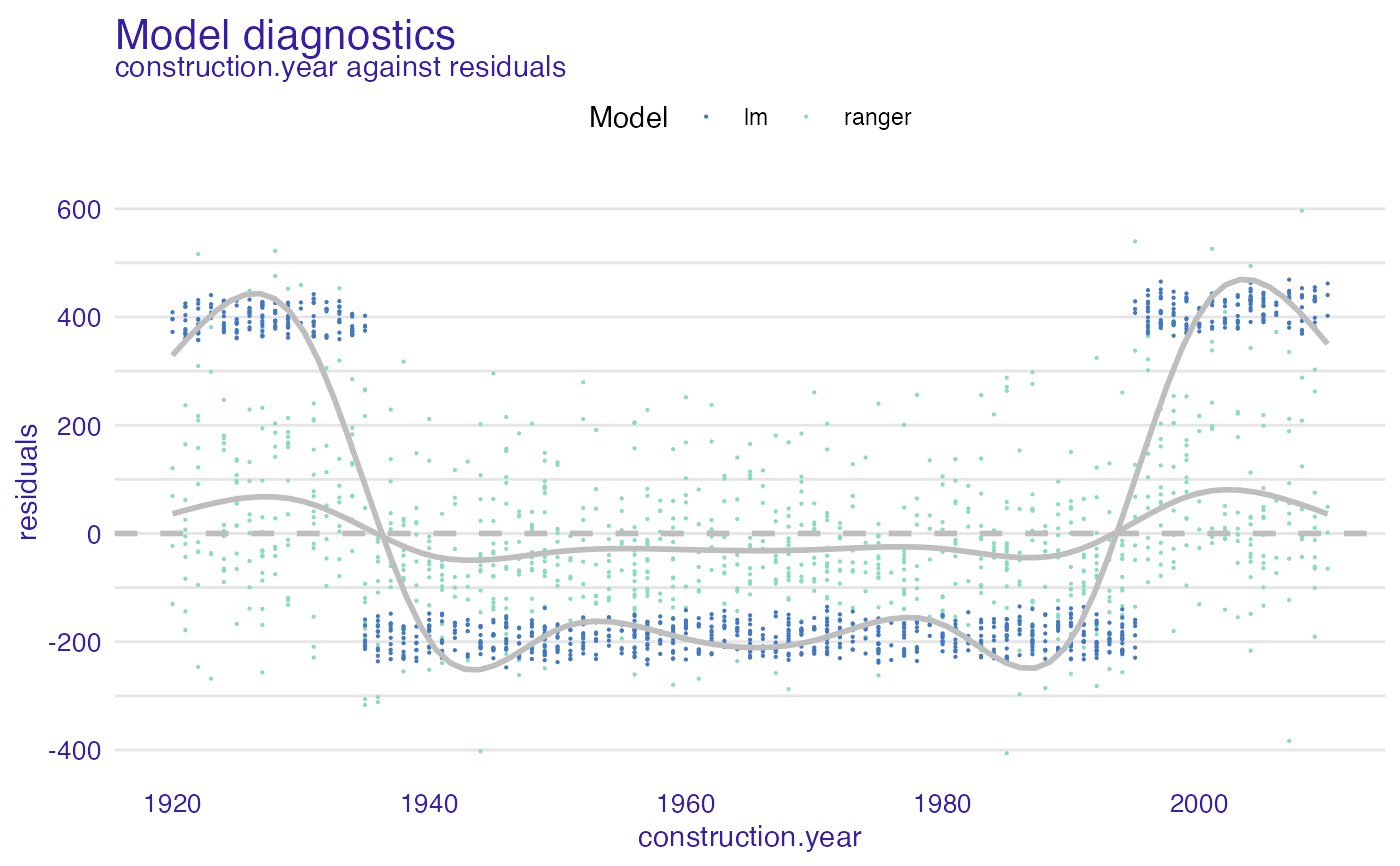 Model diagnostics
construction.year against residuals
Model lm ranger
600
400
200
0
-200
-400
residuals
1920 1940 1960 1980 2000
construction.year